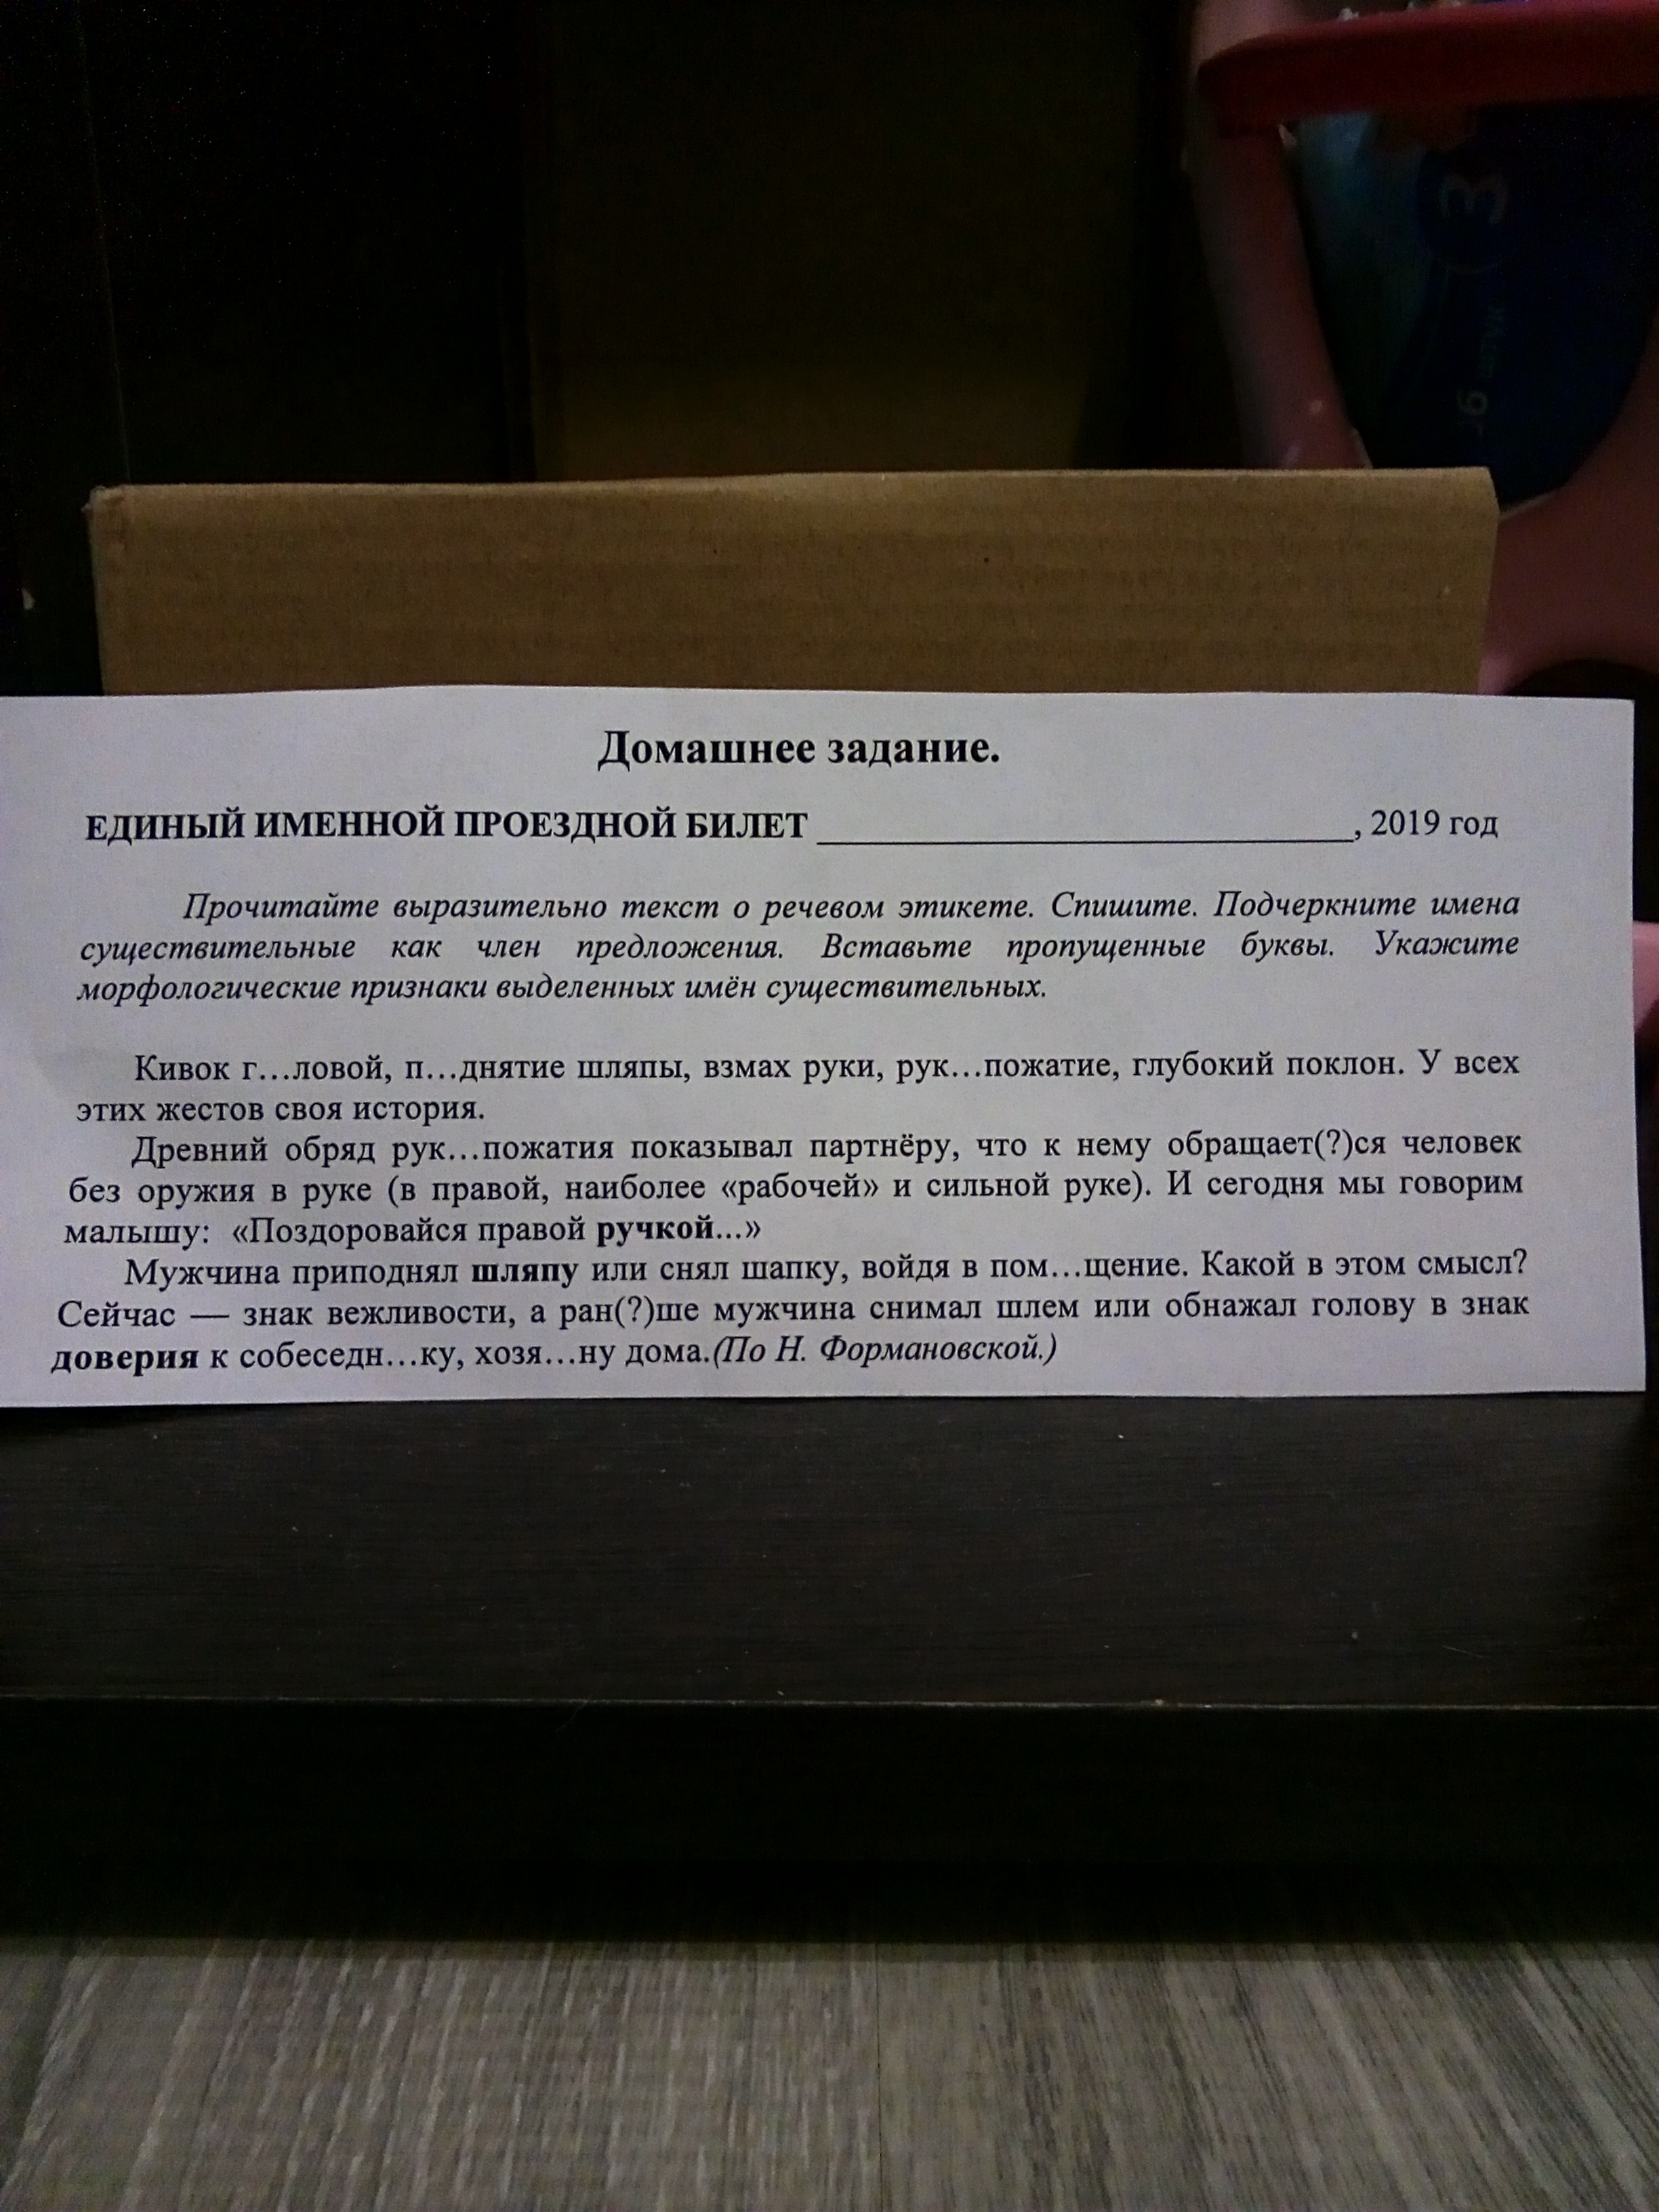 Домашнее задание.
ЕДИНЫЙ ИМЕННОЙ ПРОЕЗДНОЙ БИЛЕТ ______________________________, 2019 год
Прочитайте выразительно текст о речевом этикете. Спишите. Подчеркните имена
существительные как член предложения. Вставьте пропущенные буквы. Укажите
морфологические признаки выделенных имён существительных.
Кивок г…ловой, п…днятие шляпы, взмах руки, рук…пожатие, глубокий поклон. У всех
этих жестов своя история.
Древний обряд рук…пожатия показывал партнёру, что к нему обращает(?)ся человек
без оружия в руке (в правой, наиболее «рабочей» и сильной руке). И сегодня мы говорим
малышу: «Поздоровайся правой ручкой...»
Мужчина приподнял шляпу или снял шапку, войдя в пом…щение. Какой в этом смысл?
Сейчас — знак вежливости, а ран(?)ше мужчина снимал шлем или обнажал голову в знак
доверия к собеседн…ку, хозя…ну дома.(По Н. Формановской.)
3